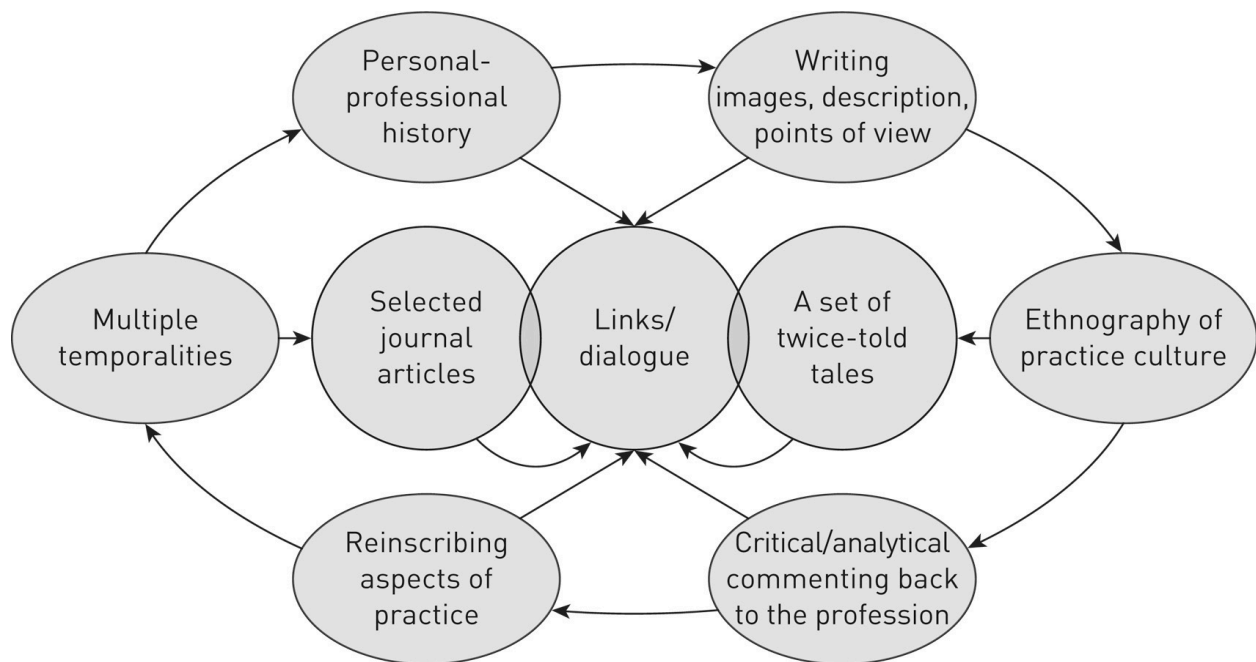 Personal-
professional
history
Writing
images, description,
points of view
Multiple
temporalities
Selected
journal
articles
Links/
dialogue
A set of
twice-told
tales
Ethnography of
practice culture
Reinscribing
aspects of
practice
Critical/analytical
commenting back
to the profession